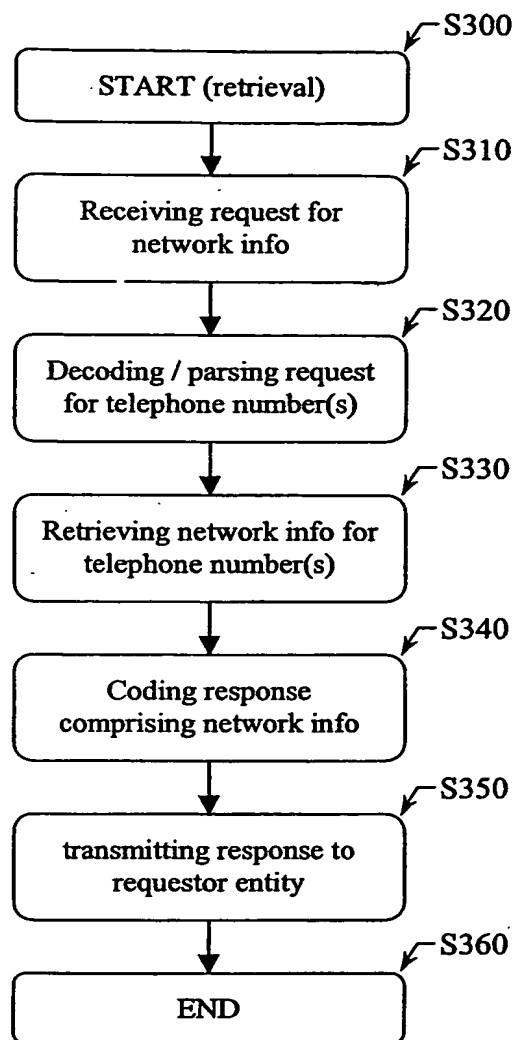 S300
START (retrieval)
S310
Receiving request for
network info
S320
Decoding / parsing request
for telephone number(s)
S330
Retrieving network info for
telephone number(s)
S340
Coding response
comprising network info
S350
transmitting response to
requestor entity
S360
END